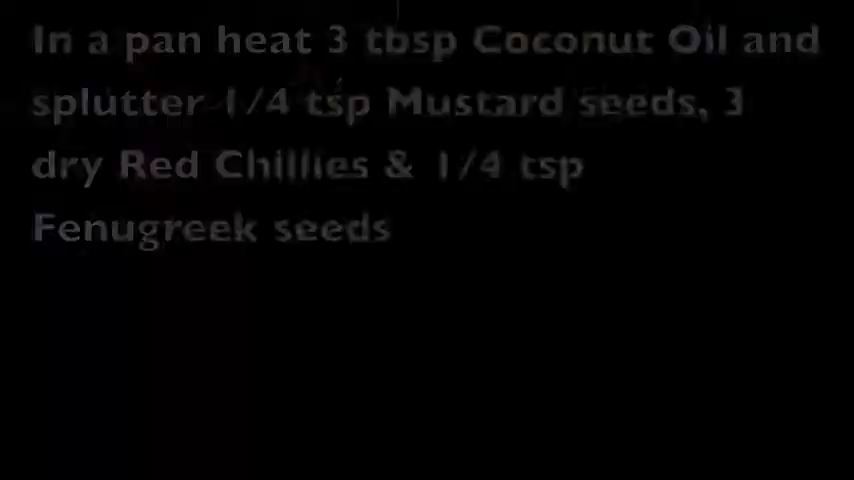 In a pan heat 3 tbsp Coconut Oil and
splutter 1/4 tsp Mustard seeds, 3
dry Red Chillies & 1/4 tsp
Fenugreek seeds